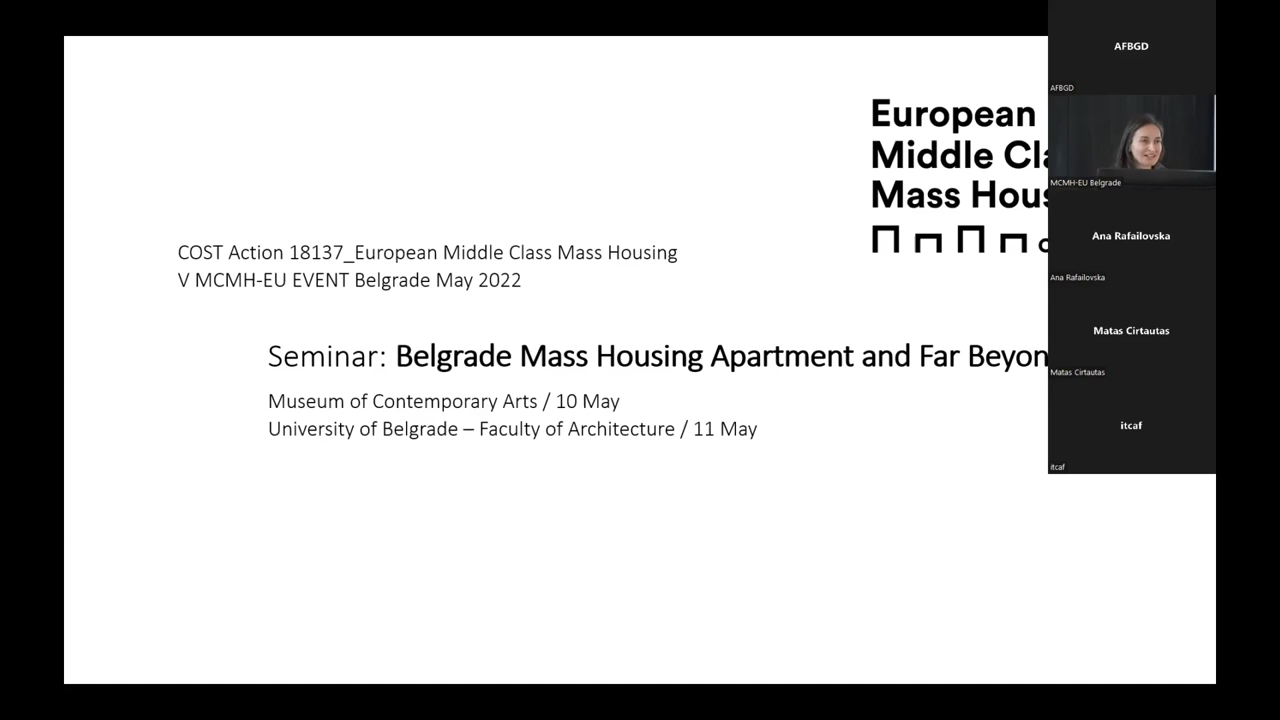 European
Middle Cla
Mass Hous
COST Action 18137_European Middle Class Mass Housing
V MCMH-EU EVENT Belgrade May 2022
Seminar: Belgrade Mass Housing Apartment and Far Beyon
Museum of Contemporary Arts / 10 May
University of Belgrade – Faculty of Architecture / 11 May
AFBGD
AFBGD
MCMH-EU Belgrade
Ana Rafailovska
Ana Rafailovska
Matas Cirtautas
Matas Cirtautas
itcaf
itcaf